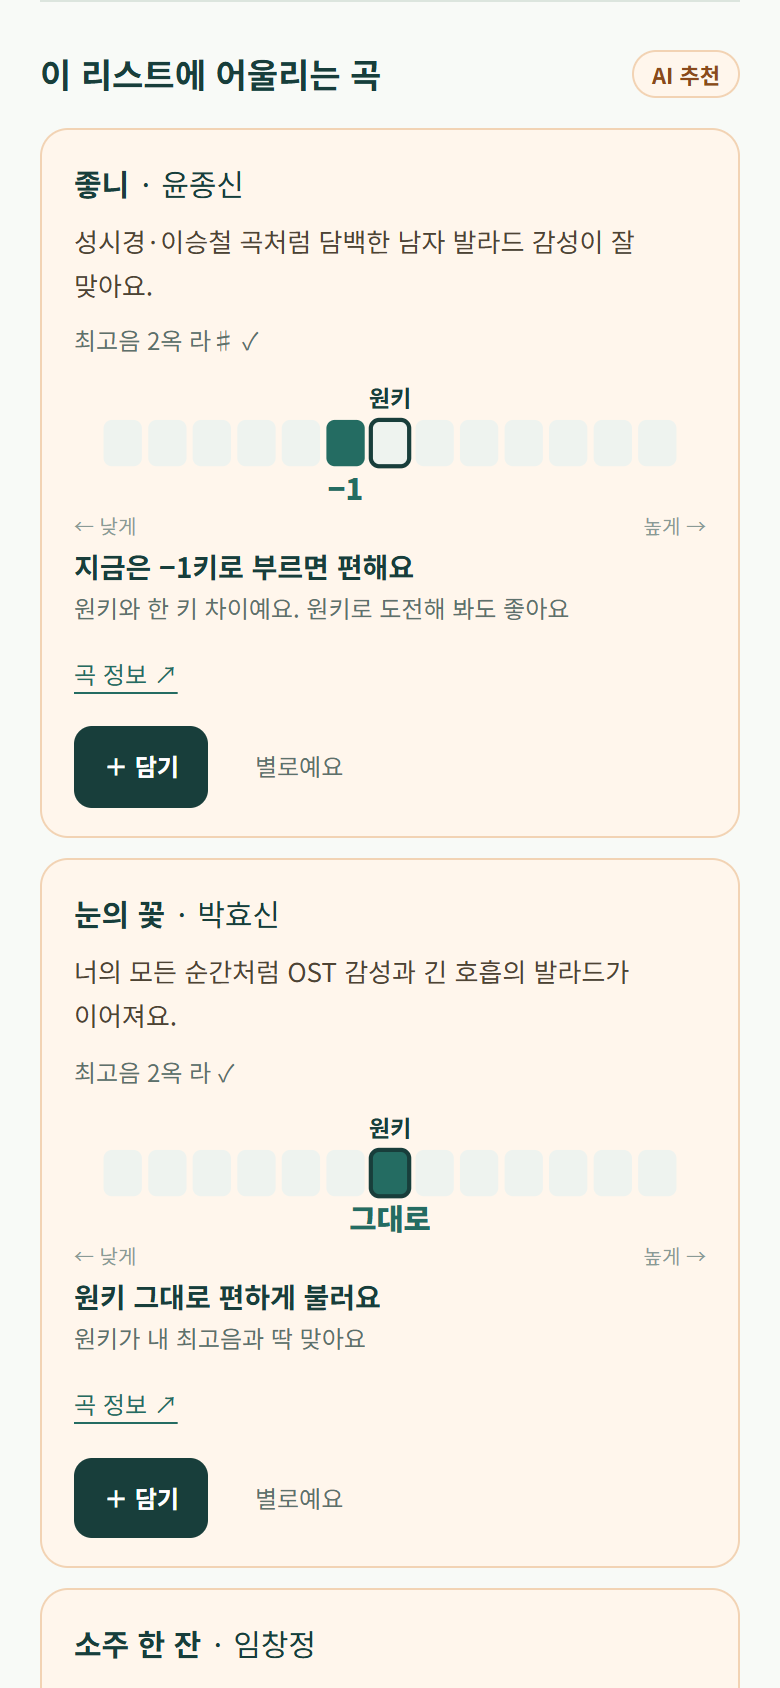 이 리스트에 어울리는 곡
AI 추천
좋니 · 윤종신
성시경·이승철 곡처럼 담백한 남자 발라드 감성이 잘
맞아요.
최고음 2옥 라♯ ✓
원키
−1
← 낮게
높게 →
지금은 −1키로 부르면 편해요
원키와 한 키 차이예요. 원키로 도전해 봐도 좋아요
곡 정보 ↗
＋ 담기
별로예요
눈의 꽃 · 박효신
너의 모든 순간처럼 OST 감성과 긴 호흡의 발라드가
이어져요.
최고음 2옥 라 ✓
원키
그대로
← 낮게
높게 →
원키 그대로 편하게 불러요
원키가 내 최고음과 딱 맞아요
곡 정보 ↗
＋ 담기
별로예요
소주 한 잔 · 임창정